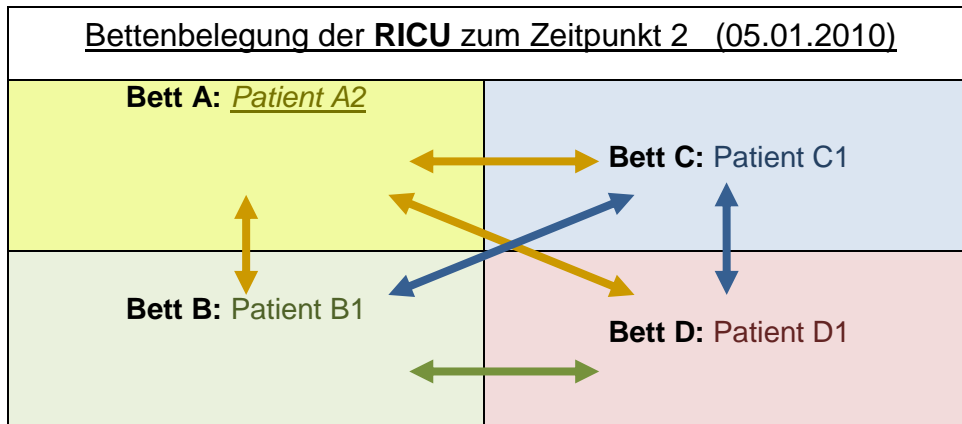 Bettenbelegung der RICU zum Zeitpunkt 2 (05.01.2010)
Bett A: Patient A2
Bett C: Patient C1
Bett B: Patient B1
Bett D: Patient D1